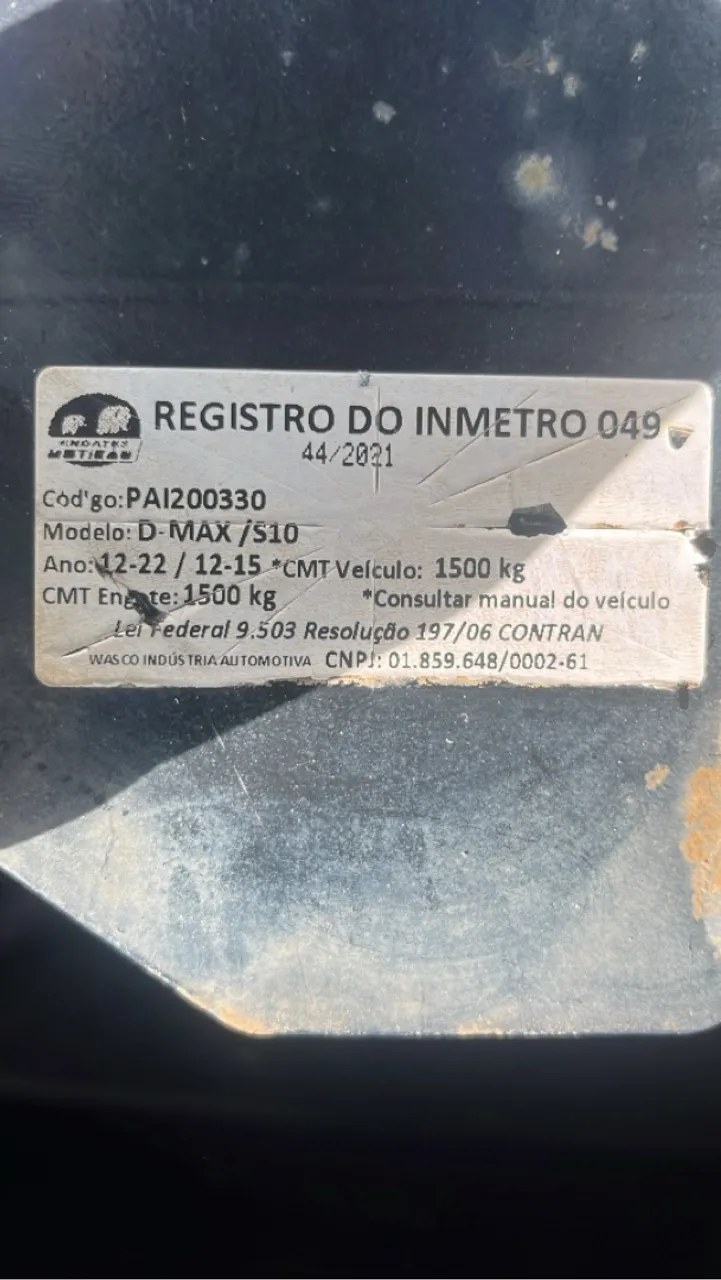 ENGATES
REGISTRO DO INMETRO 049
44/2021
Cód'go:PAI200330
Modelo: D-MAX /S10
Ano:12-22 / 12-15 *CMT Veículo: 1500 kg
CMT Engate: 1500 kg *Consultar manual do veículo
Lei Federal 9.503 Resolução 197/06 CONTRAN
WASCO INDÚSTRIA AUTOMOTIVA CNPJ: 01.859.648/0002-61